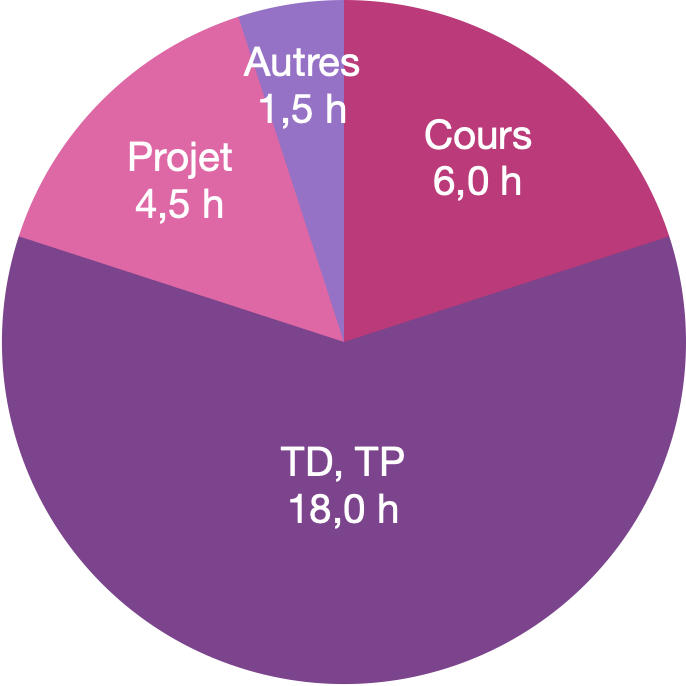 Autres
1,5 h
Cours
6,0 h
Projet
4,5 h
TD, TP
18,0 h